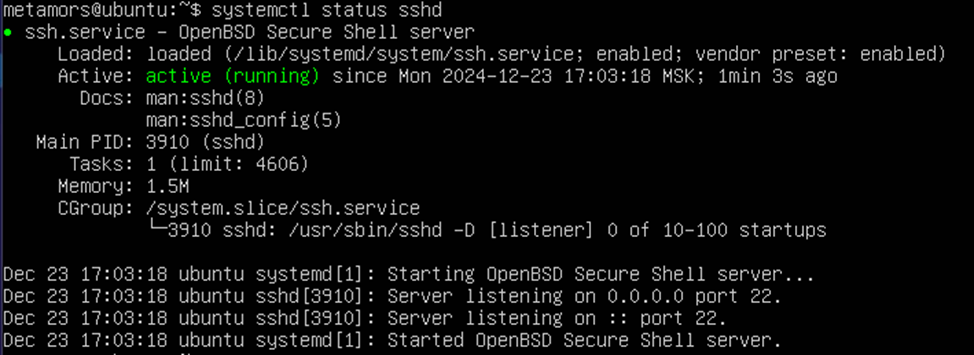 metamors@ubuntu:~$ systemctl status sshd
● ssh.service – OpenBSD Secure Shell server
Loaded: loaded (/lib/systemd/system/ssh.service; enabled; vendor preset: enabled)
Active: active (running) since Mon 2024-12-23 17:03:18 MSK; 1min 3s ago
Docs: man:sshd(8)
man:sshd_config(5)
Main PID: 3910 (sshd)
Tasks: 1 (limit: 4606)
Memory: 1.5M
CGroup: /system.slice/ssh.service
└─3910 sshd: /usr/sbin/sshd -D [listener] 0 of 10-100 startups
Dec 23 17:03:18 ubuntu systemd[1]: Starting OpenBSD Secure Shell server...
Dec 23 17:03:18 ubuntu sshd[3910]: Server listening on 0.0.0.0 port 22.
Dec 23 17:03:18 ubuntu sshd[3910]: Server listening on :: port 22.
Dec 23 17:03:18 ubuntu systemd[1]: Started OpenBSD Secure Shell server.